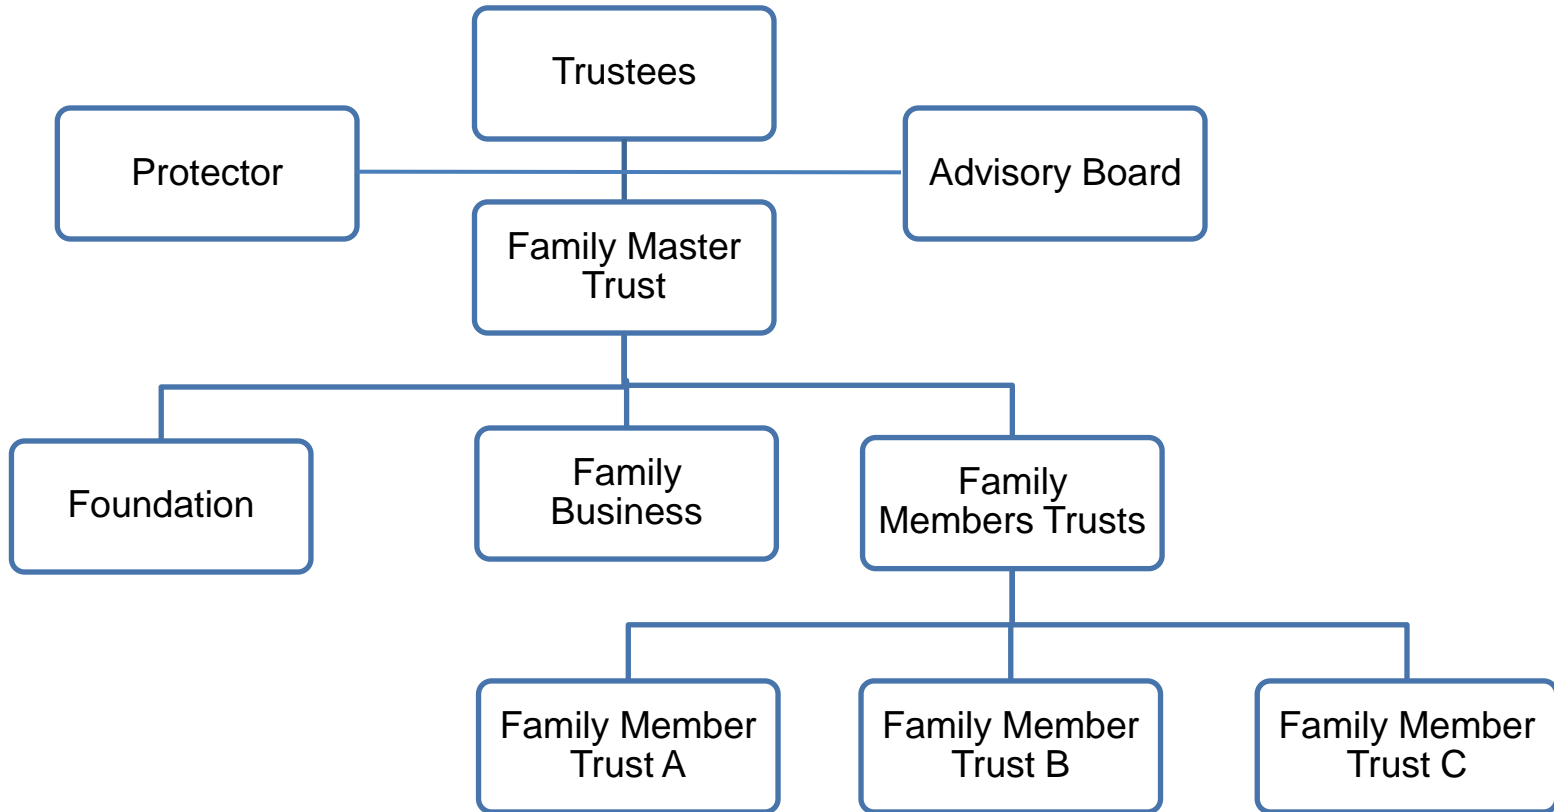 Trustees
Protector
Advisory Board
Family Master
Trust
Foundation
Family
Business
Family
Members Trusts
Family Member
Trust A
Family Member
Trust B
Family Member
Trust C